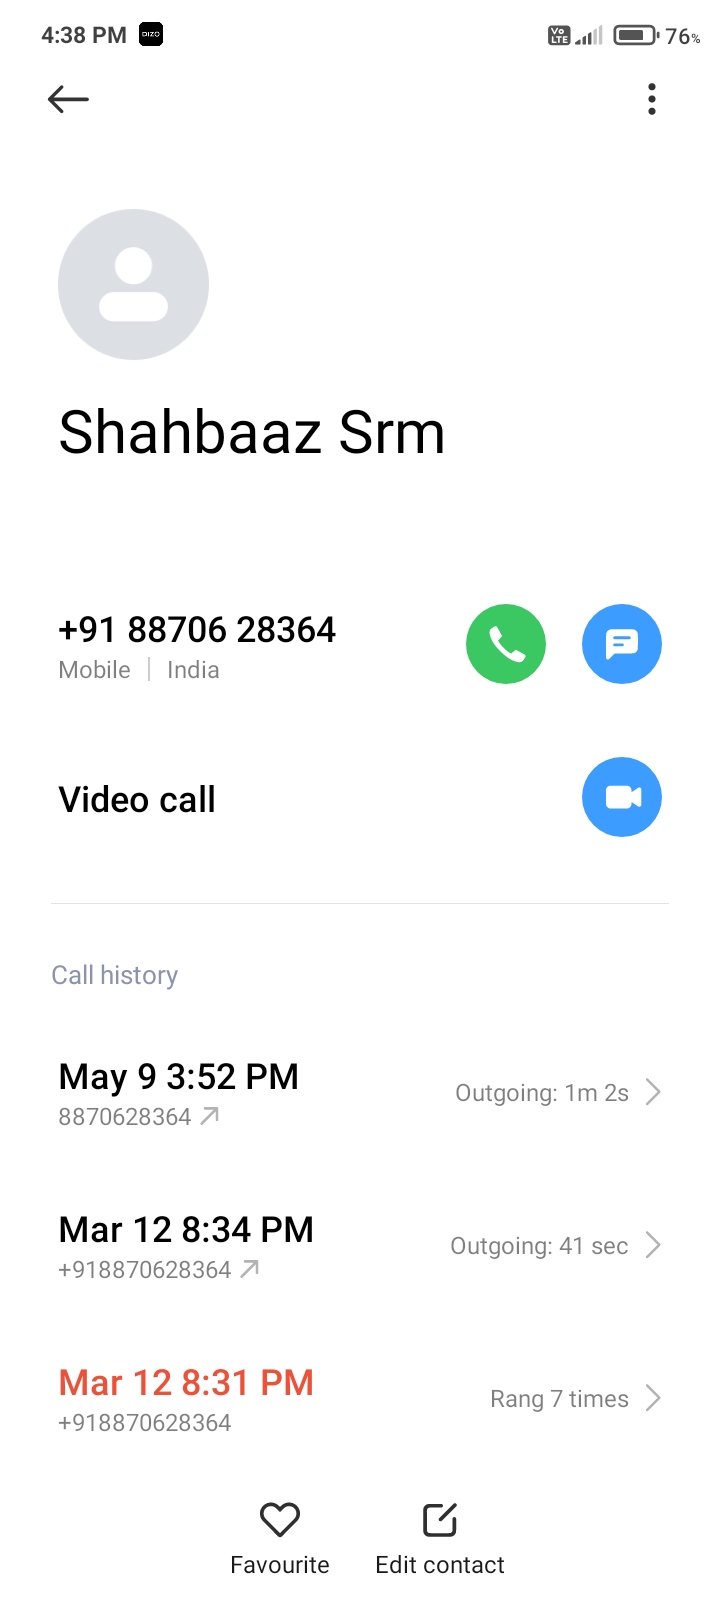 4:38 PM DIZO Vo LTE 76%
Shahbaaz Srm
+91 88706 28364
Mobile | India
Video call
Call history
May 9 3:52 PM
8870628364
Outgoing: 1m 2s
Mar 12 8:34 PM
+918870628364
Outgoing: 41 sec
Mar 12 8:31 PM
+918870628364
Rang 7 times
Favourite
Edit contact